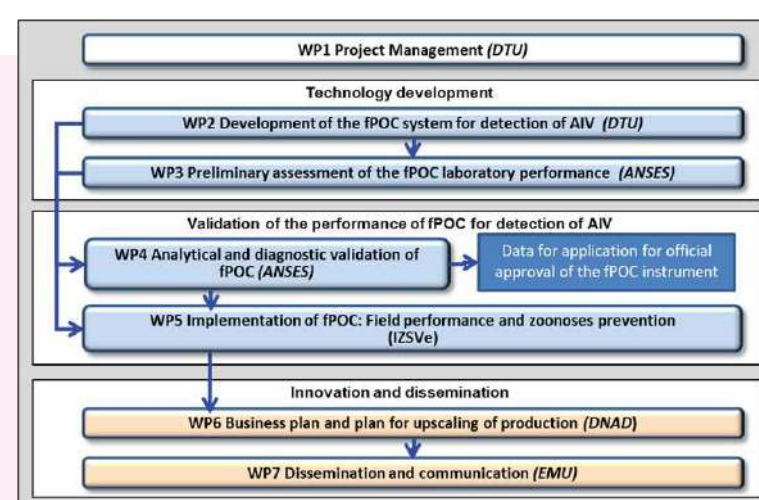 WP1 Project Management (DTU)
Technology development
WP2 Development of the fPOC system for detection of AIV (DTU)
WP3 Preliminary assessment of the fPOC laboratory performance (ANSES)
Validation of the performance of fPOC for detection of AIV
WP4 Analytical and diagnostic validation of
fPOC (ANSES)
Data for application for official
approval of the fPOC instrument
WP5 Implementation of fPOC: Field performance and zoonoses prevention
(IZSVe)
Innovation and dissemination
WP6 Business plan and plan for upscaling of production (DNAD)
WP7 Dissemination and communication (EMU)